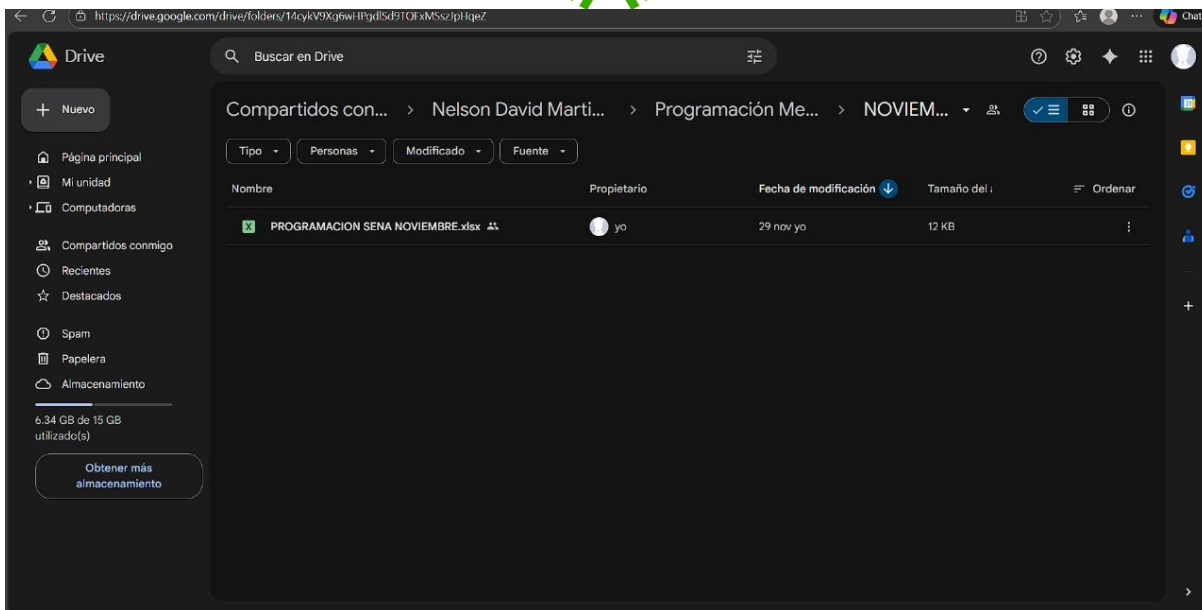 https://drive.google.com/drive/folders/14cykV9Xg6wHPgdlSd9TOFxM5szJpHqeZ
Chat
Drive
Buscar en Drive
Nuevo
Compartidos con... > Nelson David Marti... > Programación Me... > NOVIEM...
Tipo Personas Modificado Fuente
Página principal
Mi unidad
Computadoras
Compartidos conmigo
Recientes
Destacados
Spam
Papelera
Almacenamiento
6.34 GB de 15 GB
utilizado(s)
Obtener más
almacenamiento
Nombre Propietario Fecha de modificación Tamaño del Ordenar
PROGRAMACION SENA NOVIEMBRE.xlsx yo 29 nov yo 12 KB